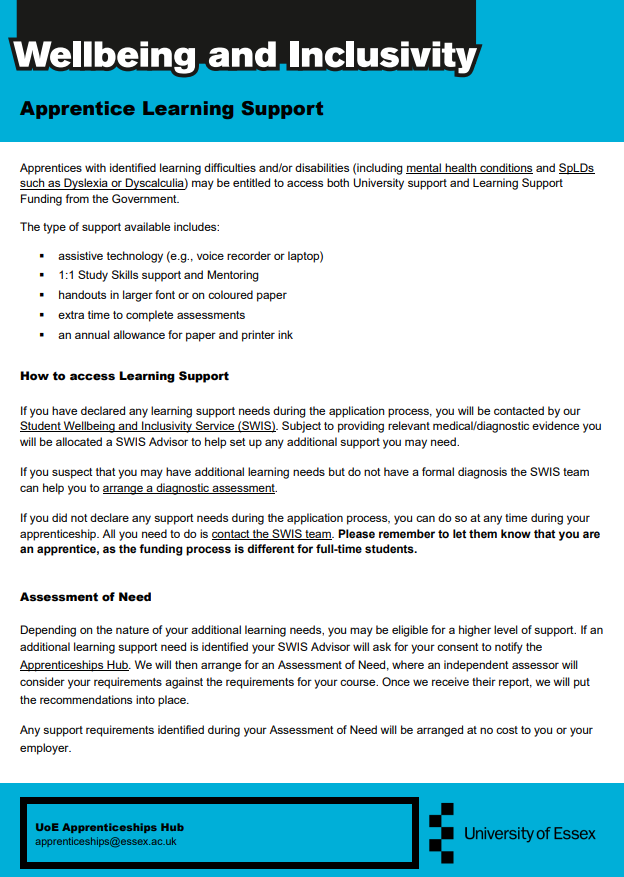 Wellbeing and Inclusivity
Apprentice Learning Support
Apprentices with identified learning difficulties and/or disabilities (including mental health conditions and SpLDs
such as Dyslexia or Dyscalculia) may be entitled to access both University support and Learning Support
Funding from the Government.
The type of support available includes:
▪ assistive technology (e.g., voice recorder or laptop)
▪ 1:1 Study Skills support and Mentoring
▪ handouts in larger font or on coloured paper
▪ extra time to complete assessments
▪ an annual allowance for paper and printer ink
How to access Learning Support
If you have declared any learning support needs during the application process, you will be contacted by our
Student Wellbeing and Inclusivity Service (SWIS). Subject to providing relevant medical/diagnostic evidence you
will be allocated a SWIS Advisor to help set up any additional support you may need.
If you suspect that you may have additional learning needs but do not have a formal diagnosis the SWIS team
can help you to arrange a diagnostic assessment.
If you did not declare any support needs during the application process, you can do so at any time during your
apprenticeship. All you need to do is contact the SWIS team. Please remember to let them know that you are
an apprentice, as the funding process is different for full-time students.
Assessment of Need
Depending on the nature of your additional learning needs, you may be eligible for a higher level of support. If an
additional learning support need is identified your SWIS Advisor will ask for your consent to notify the
Apprenticeships Hub. We will then arrange for an Assessment of Need, where an independent assessor will
consider your requirements against the requirements for your course. Once we receive their report, we will put
the recommendations into place.
Any support requirements identified during your Assessment of Need will be arranged at no cost to you or your
employer.
UoE Apprenticeships Hub
apprenticeships@essex.ac.uk
University of Essex